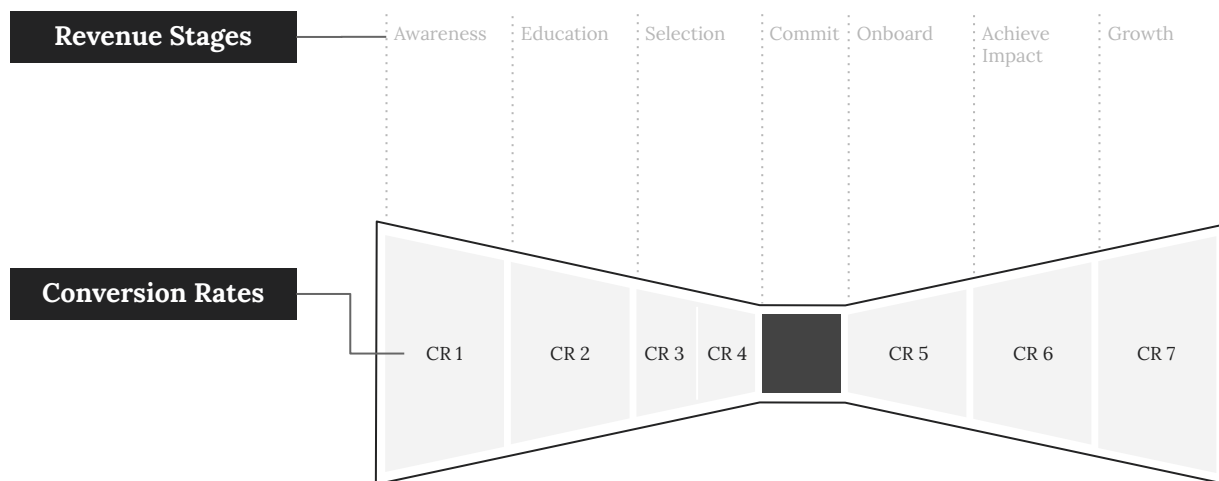 Revenue Stages
Awareness
Education
Selection
Commit
Onboard
Achieve
Impact
Growth
Conversion Rates
CR 1
CR 2
CR 3
CR 4
CR 5
CR 6
CR 7